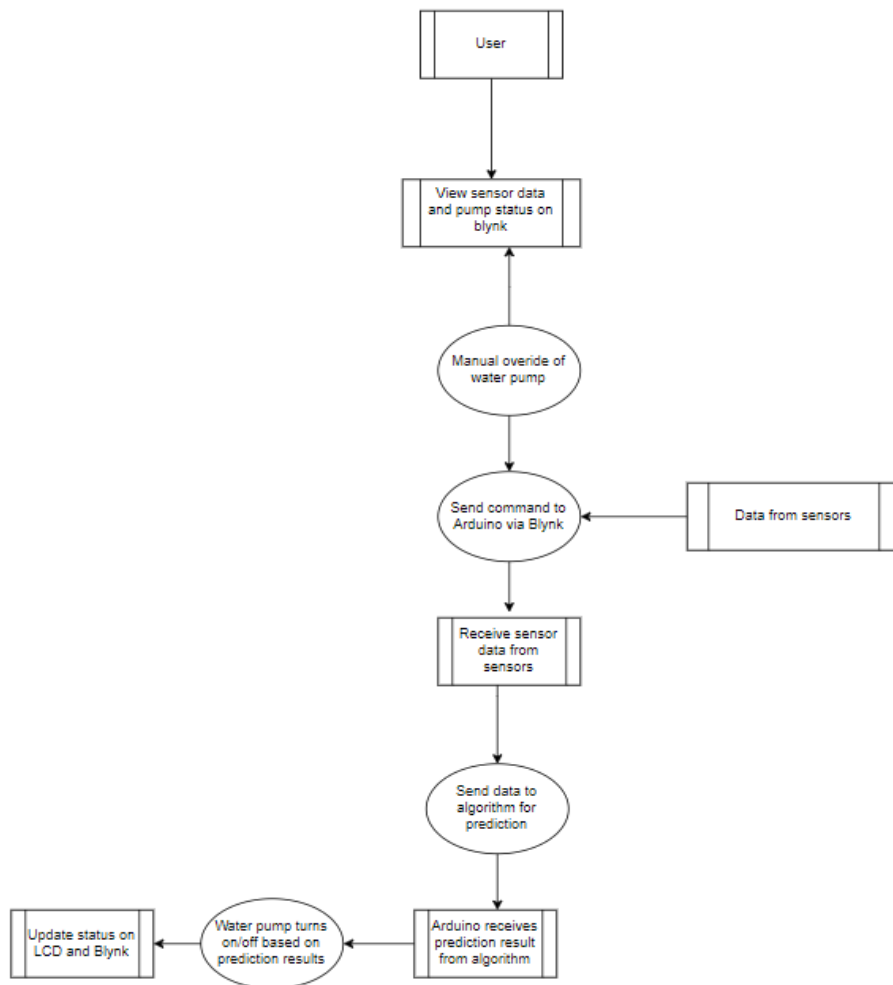 User
View sensor data
and pump status on
blynk
Manual overide of
water pump
Send command to
Arduino via Blynk
Data from sensors
Receive sensor
data from
sensors
Send data to
algorithm for
prediction
Update status on
LCD and Blynk
Water pump turns
on/off based on
prediction results
Arduino receives
prediction result
from algorithm